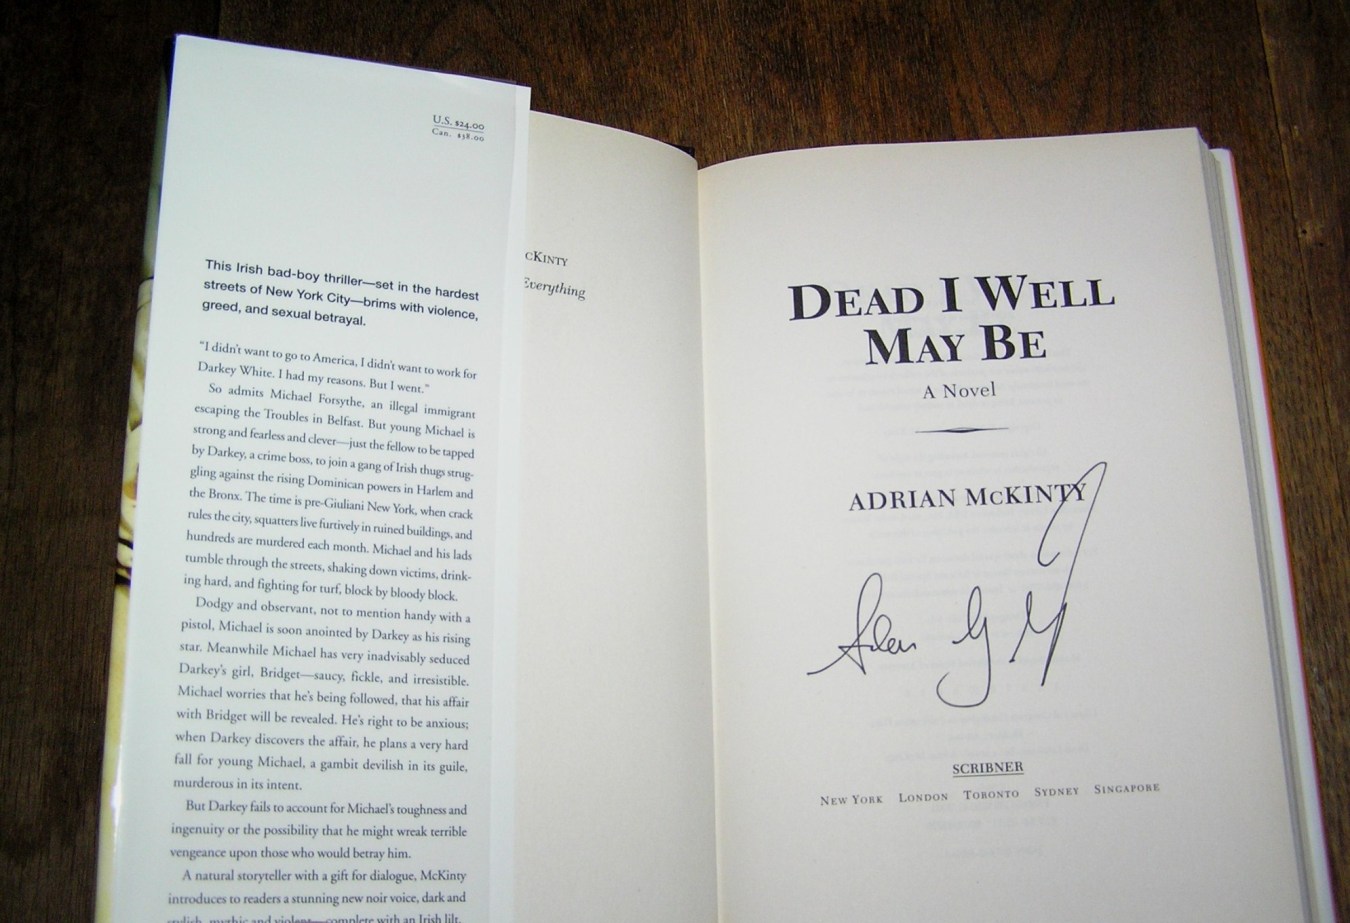 U.S. $24.00
Can. $38.00
This Irish bad-boy thriller—set in the hardest
streets of New York City—brims with violence,
greed, and sexual betrayal.
"I didn't want to go to America, I didn't want to work for
Darkey White. I had my reasons. But I went."
So admits Michael Forsythe, an illegal immigrant
escaping the Troubles in Belfast. But young Michael is
strong and fearless and clever—just the fellow to be tapped
by Darkey, a crime boss, to join a gang of Irish thugs strug-
gling against the rising Dominican powers in Harlem and
the Bronx. The time is pre-Giuliani New York, when crack
rules the city, squatters live furtively in ruined buildings, and
hundreds are murdered each month. Michael and his lads
tumble through the streets, shaking down victims, drink-
ing hard, and fighting for turf, block by bloody block.
Dodgy and observant, not to mention handy with a
pistol, Michael is soon anointed by Darkey as his rising
star. Meanwhile Michael has very inadvisably seduced
Darkey's girl, Bridget—saucy, fickle, and irresistible.
Michael worries that he's being followed, that his affair
with Bridget will be revealed. He's right to be anxious;
when Darkey discovers the affair, he plans a very hard
fall for young Michael, a gambit devilish in its guile,
murderous in its intent.
But Darkey fails to account for Michael's toughness and
ingenuity or the possibility that he might wreak terrible
vengeance upon those who would betray him.
A natural storyteller with a gift for dialogue, McKinty
introduces to readers a stunning new noir voice, dark and
stylish, mythic and violent—complete with an Irish lilt.
cKinty
Everything
Dead I Well
May Be
A Novel
ADRIAN McKINTY
SCRIBNER
New York London Toronto Sydney Singapore